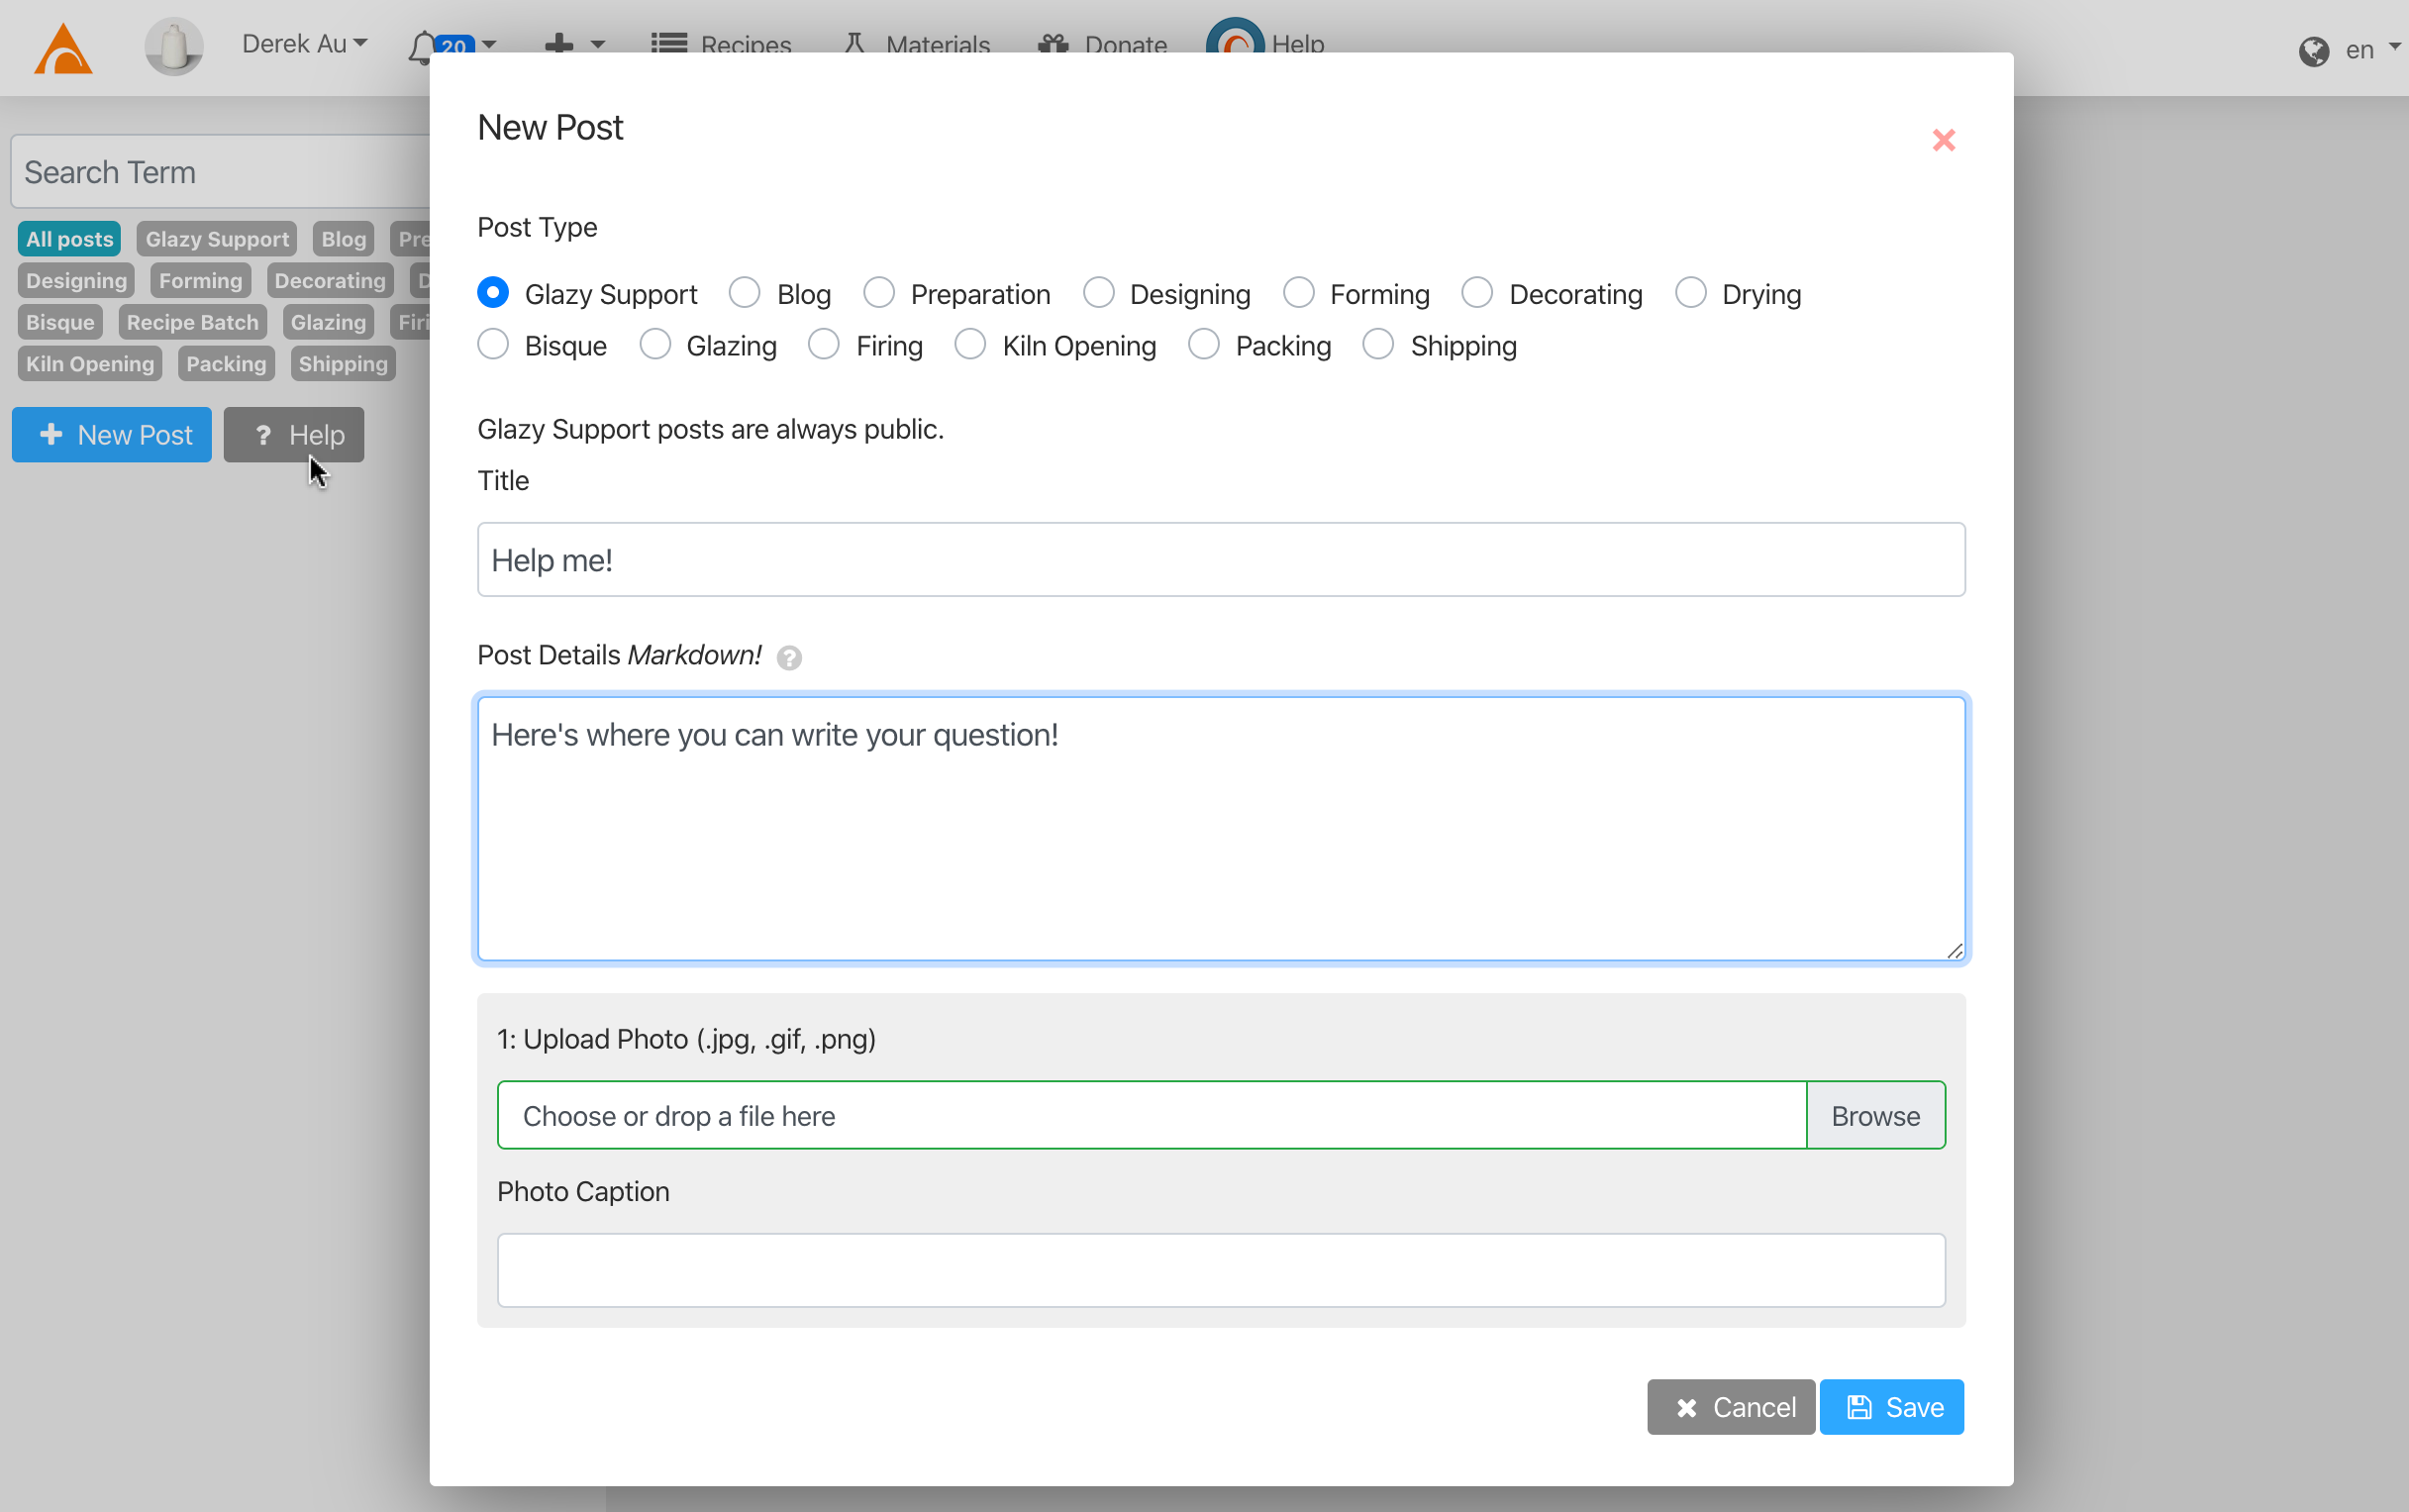 Derek Au 20 Recipes Materials Donate Help en
Search Term
All posts Glazy Support Blog
Designing Forming Decorating
Bisque Recipe Batch Glazing
Kiln Opening Packing Shipping
+ New Post ? Help
New Post
Post Type
Glazy Support Blog Preparation Designing Forming Decorating Drying
Bisque Glazing Firing Kiln Opening Packing Shipping
Glazy Support posts are always public.
Title
Help me!
Post Details Markdown! ?
Here's where you can write your question!
1: Upload Photo (.jpg, .gif, .png)
Choose or drop a file here Browse
Photo Caption
Cancel Save